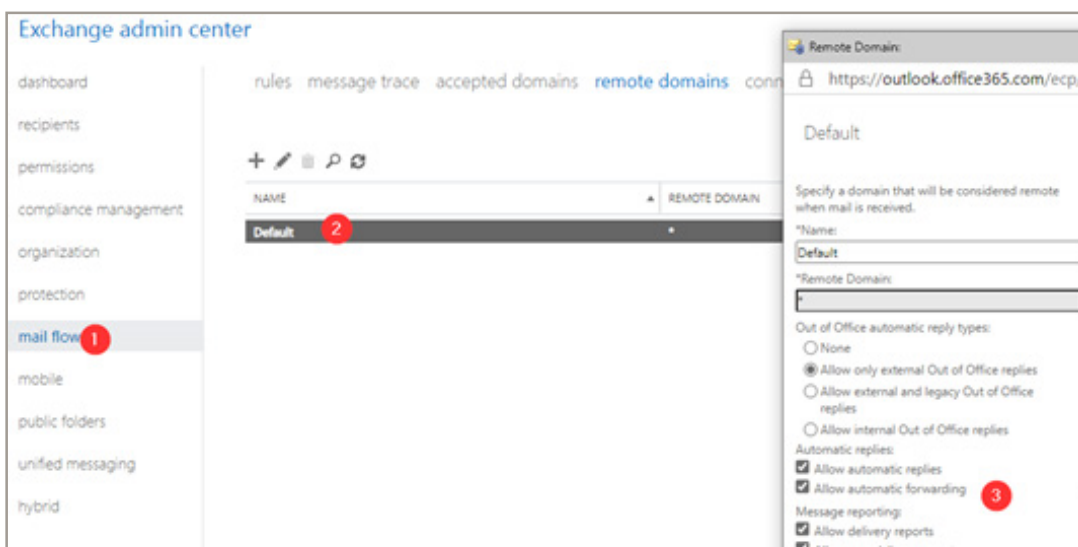 Exchange admin center
dashboard
recipients
permissions
compliance management
organization
protection
mail flow 1
mobile
public folders
unified messaging
hybrid
rules message trace accepted domains remote domains conn
NAME REMOTE DOMAIN
Default 2 *
Remote Domain:
https://outlook.office365.com/ecp/
Default
Specify a domain that will be considered remote
when mail is received.
*Name:
Default
*Remote Domain:
*
Out of Office automatic reply types:
None
Allow only external Out of Office replies
Allow external and legacy Out of Office
replies
Allow internal Out of Office replies
Automatic replies:
Allow automatic replies
Allow automatic forwarding 3
Message reporting:
Allow delivery reports